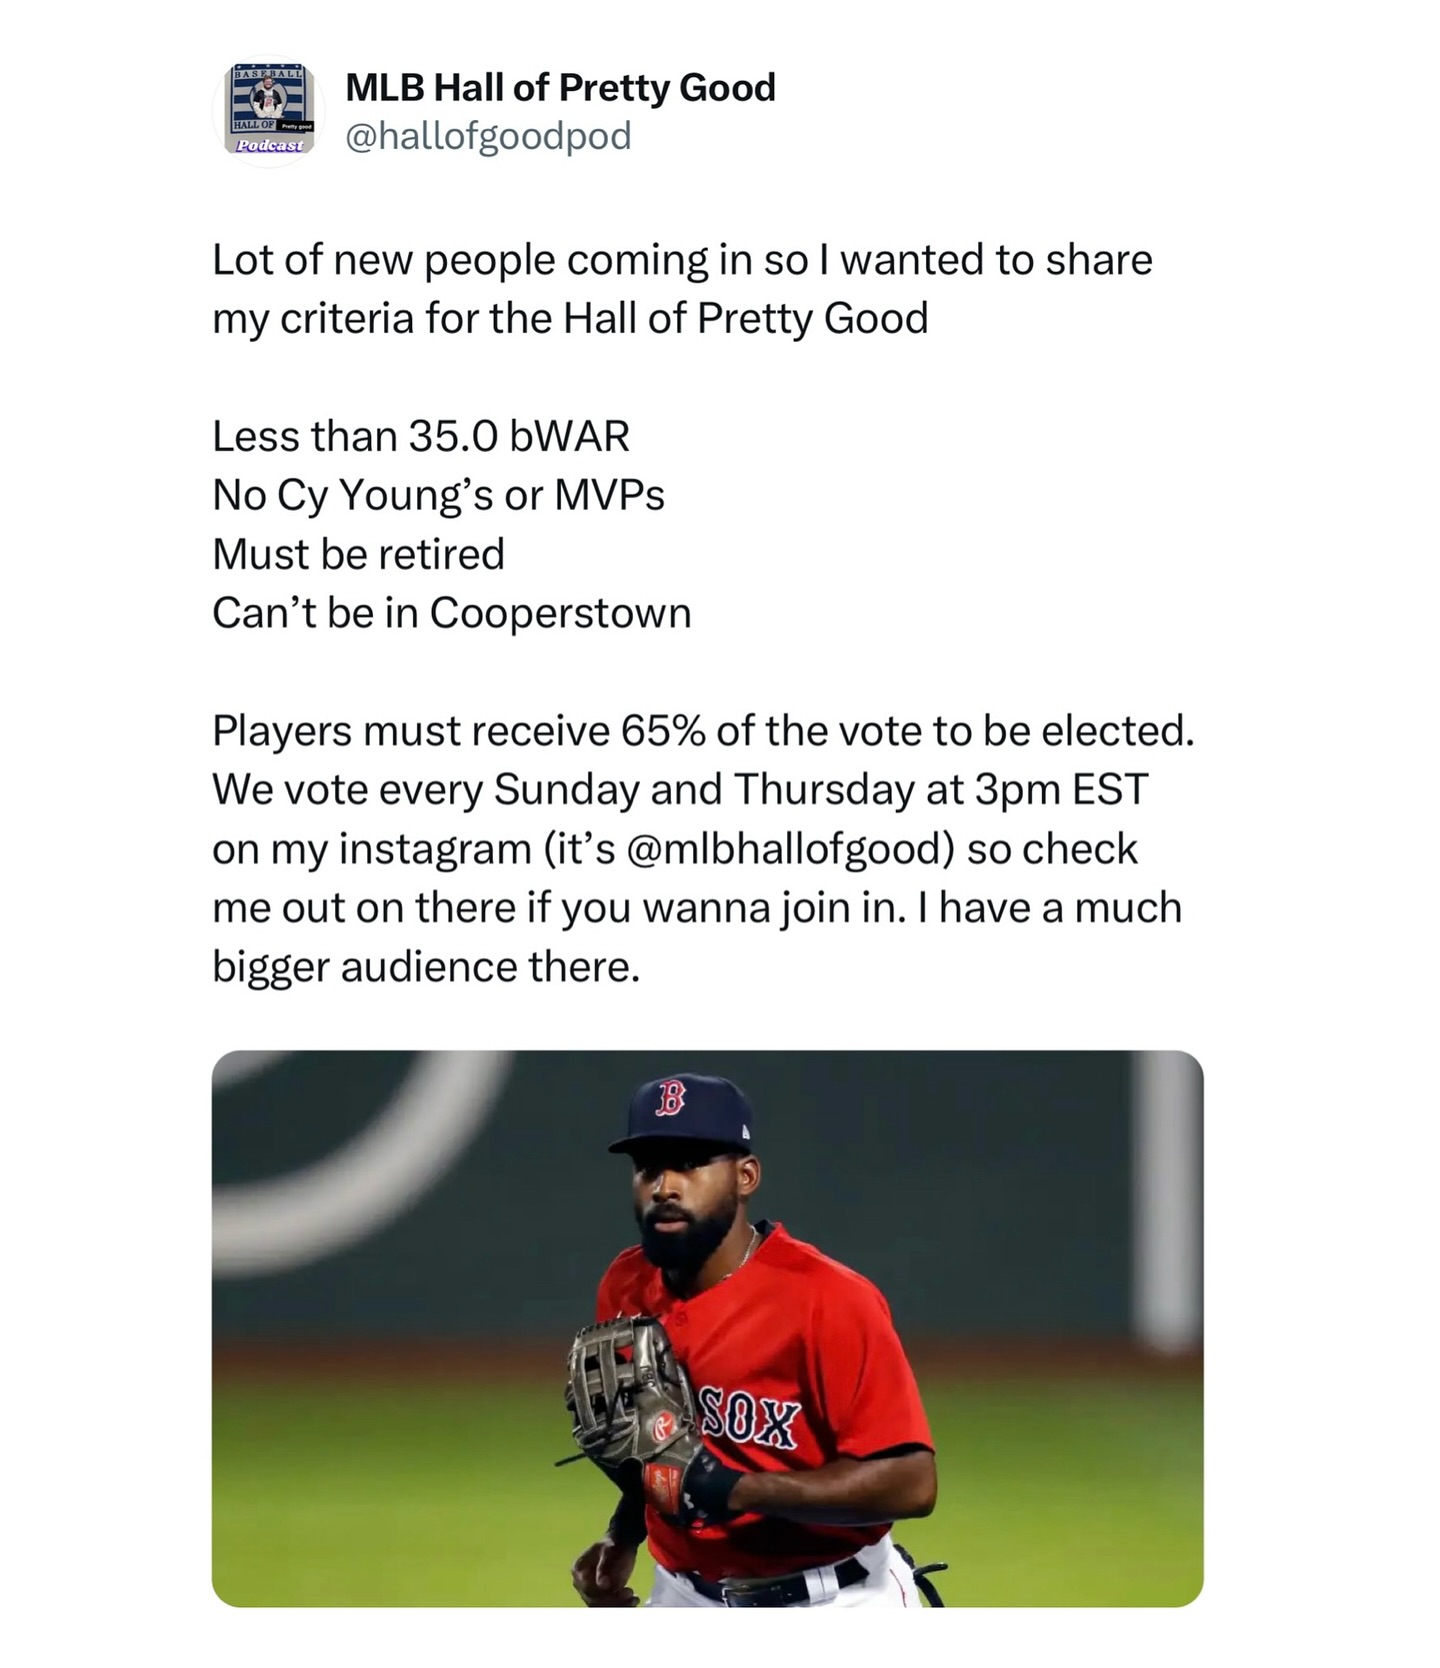 BASEBALL
HALL OF Pretty good
Podcast
MLB Hall of Pretty Good
@hallofgoodpod
Lot of new people coming in so I wanted to share
my criteria for the Hall of Pretty Good
Less than 35.0 bWAR
No Cy Young’s or MVPs
Must be retired
Can’t be in Cooperstown
Players must receive 65% of the vote to be elected.
We vote every Sunday and Thursday at 3pm EST
on my instagram (it’s @mlbhallofgood) so check
me out on there if you wanna join in. I have a much
bigger audience there.
B
SOX